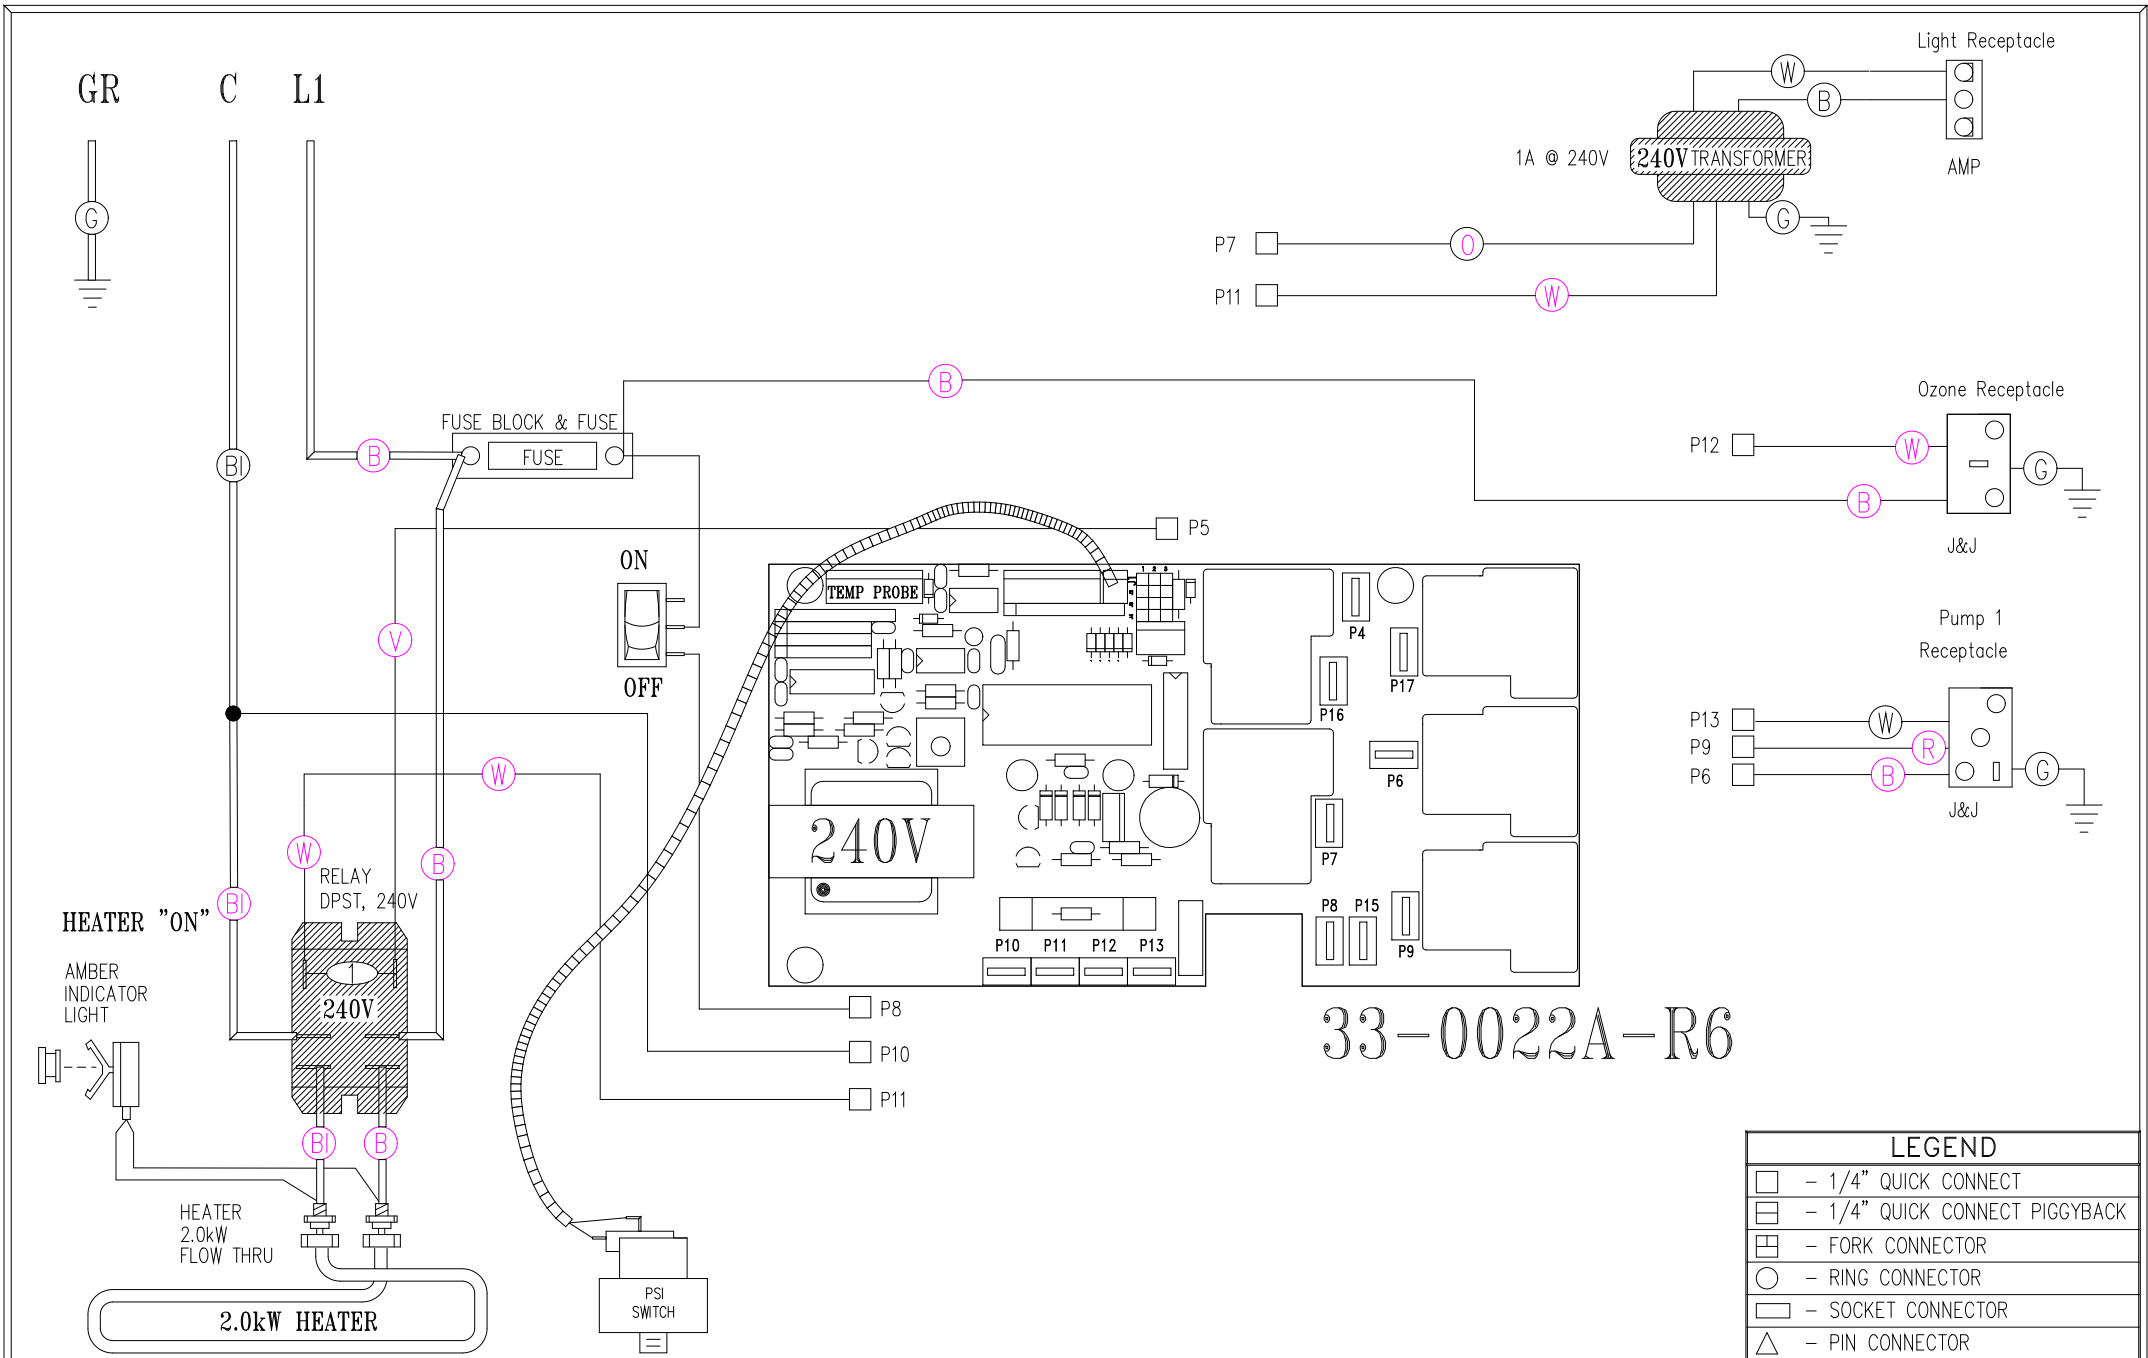 GR C L1
G
BI
B
FUSE BLOCK & FUSE
FUSE
B
V
W
W
B
BI
RELAY
DPST, 240V
HEATER "ON"
AMBER
INDICATOR
LIGHT
1
240V
BI
B
HEATER
2.0kW
FLOW THRU
2.0kW HEATER
ON
OFF
PSI
SWITCH
P5
P8
P10
P11
TEMP PROBE
1 2 3
240V
P4
P17
P16
P6
P7
P8 P15
P9
P10 P11 P12 P13
33-0022A-R6
Light Receptacle
W
B
1A @ 240V
240V TRANSFORMER
AMP
G
P7
O
P11
W
Ozone Receptacle
P12
W
G
B
J&J
Pump 1
Receptacle
P13
W
P9
R
P6
B
G
J&J
LEGEND
- 1/4" QUICK CONNECT
- 1/4" QUICK CONNECT PIGGYBACK
- FORK CONNECTOR
- RING CONNECTOR
- SOCKET CONNECTOR
- PIN CONNECTOR